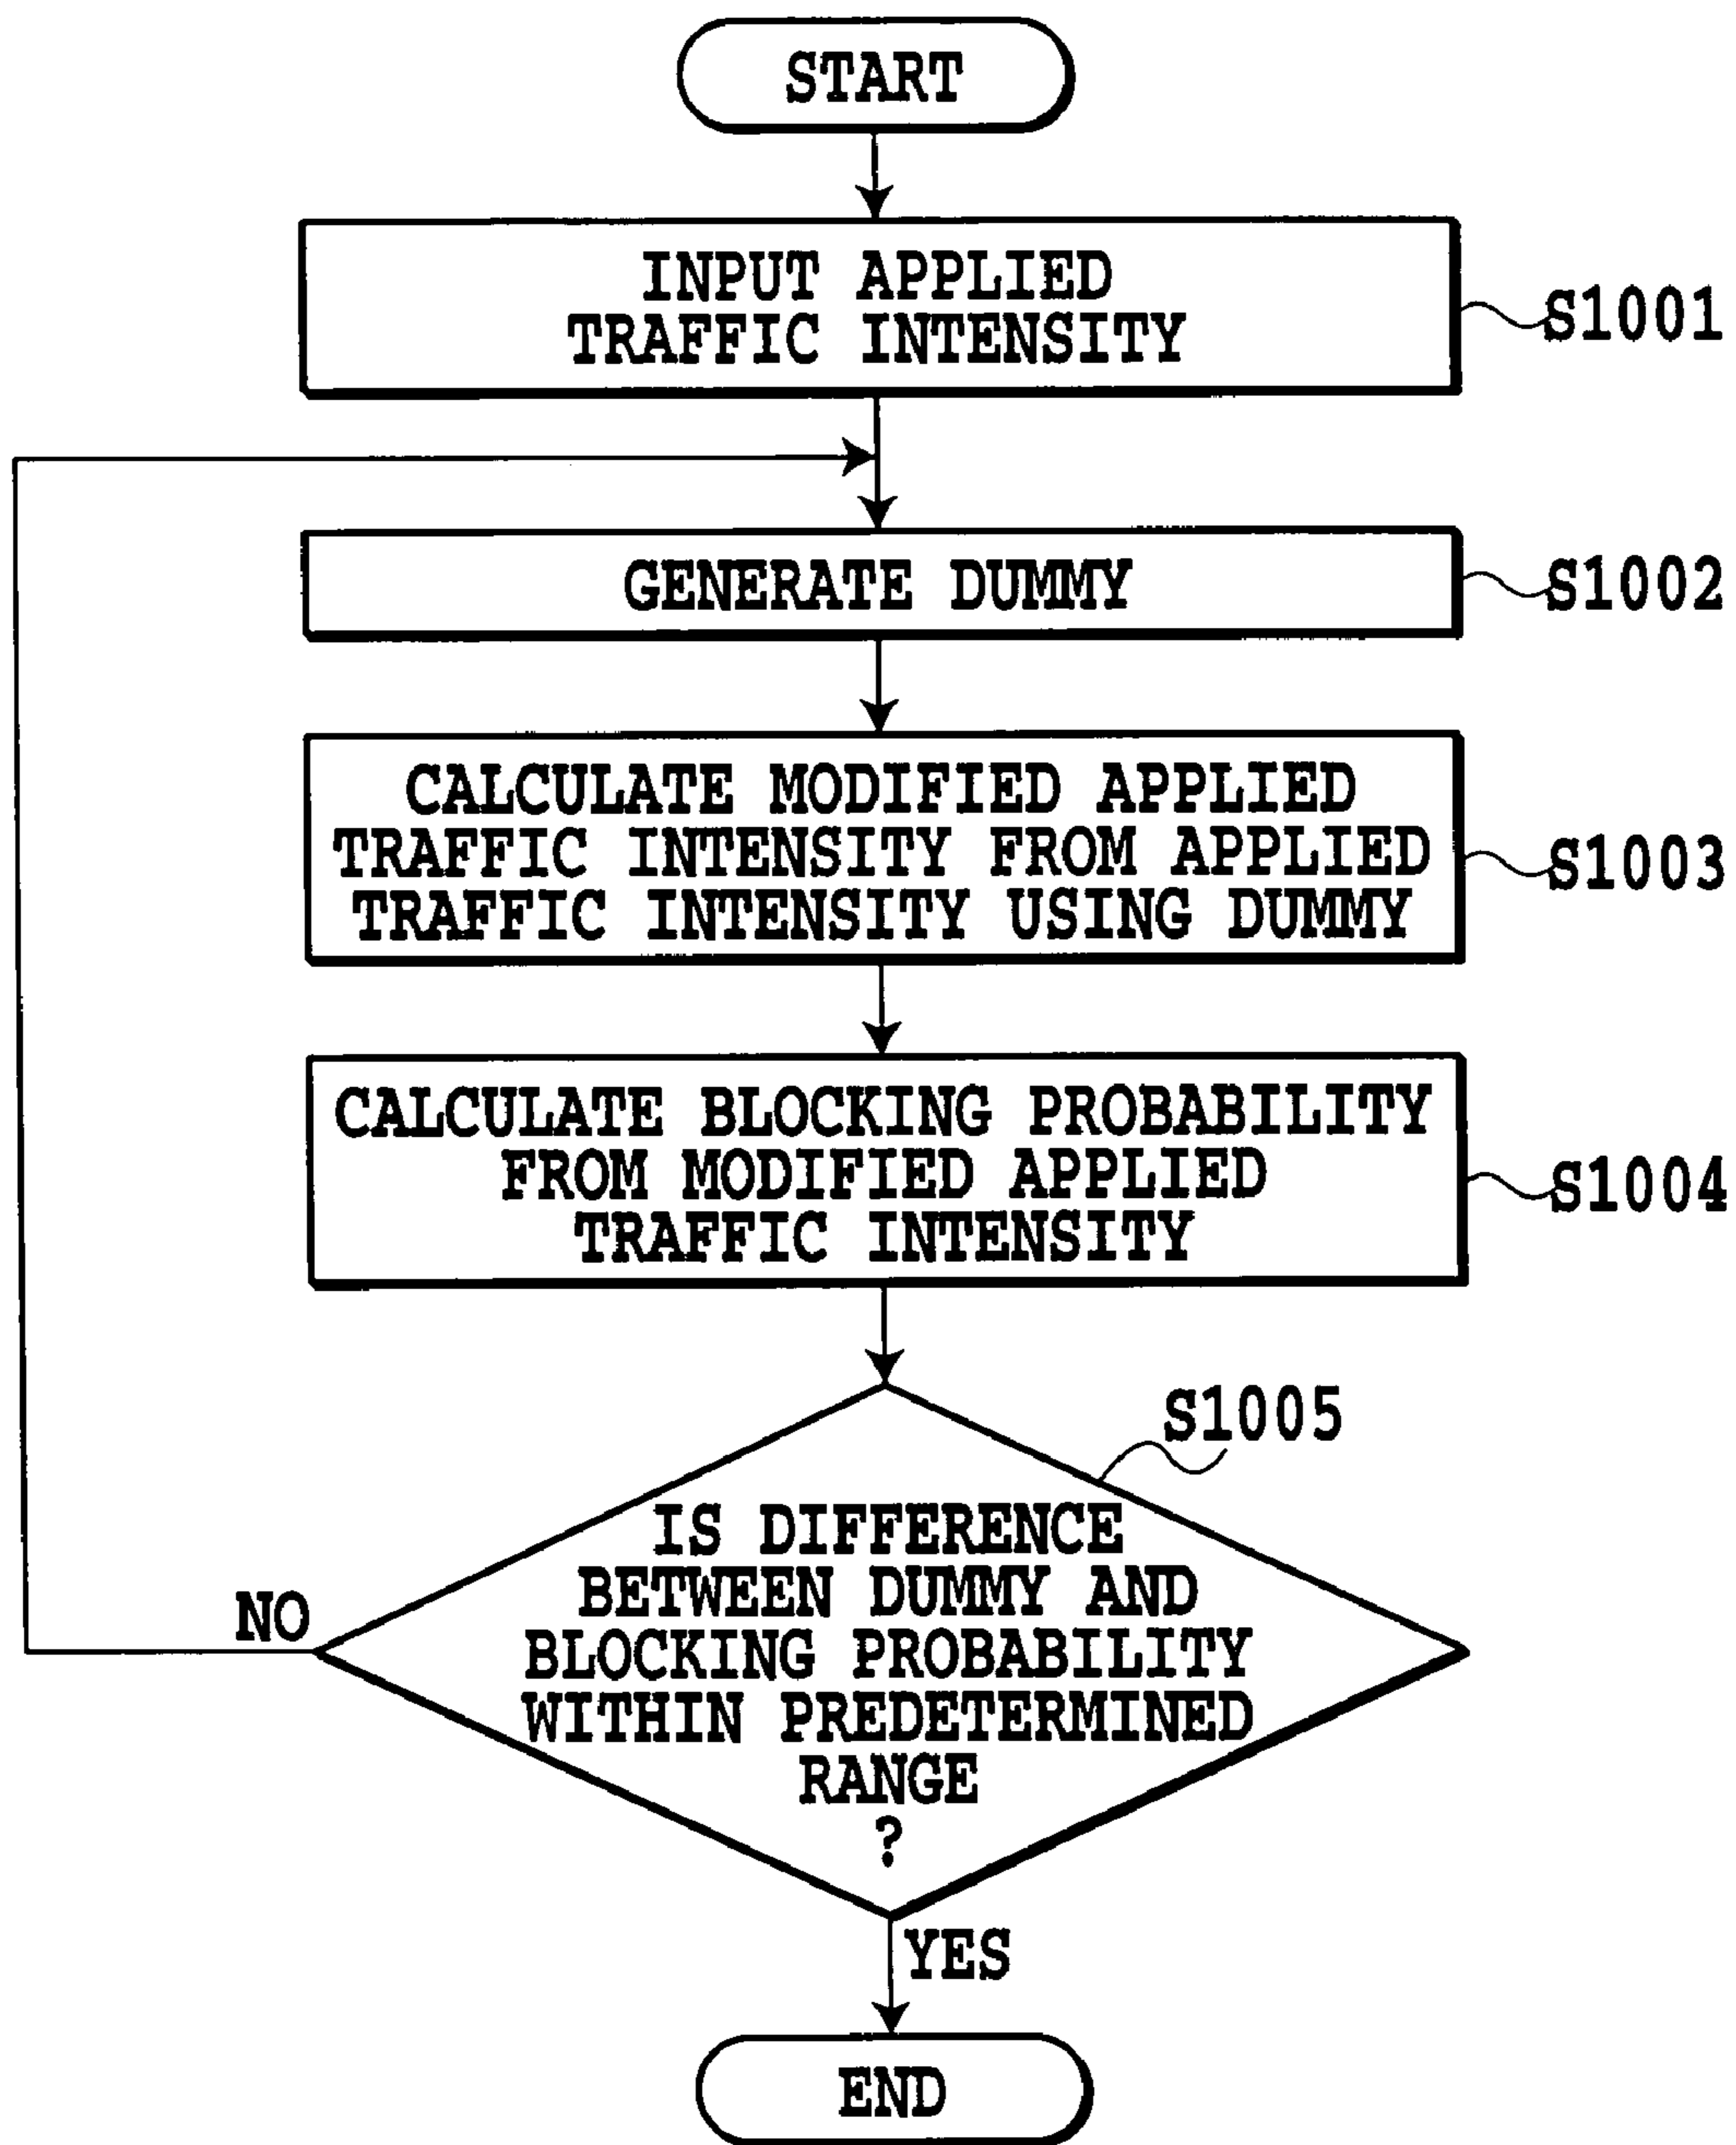 START
INPUT APPLIED
TRAFFIC INTENSITY
S1001
GENERATE DUMMY
S1002
CALCULATE MODIFIED APPLIED
TRAFFIC INTENSITY FROM APPLIED
TRAFFIC INTENSITY USING DUMMY
S1003
CALCULATE BLOCKING PROBABILITY
FROM MODIFIED APPLIED
TRAFFIC INTENSITY
S1004
S1005
IS DIFFERENCE
BETWEEN DUMMY AND
BLOCKING PROBABILITY
WITHIN PREDETERMINED
RANGE
?
NO
YES
END